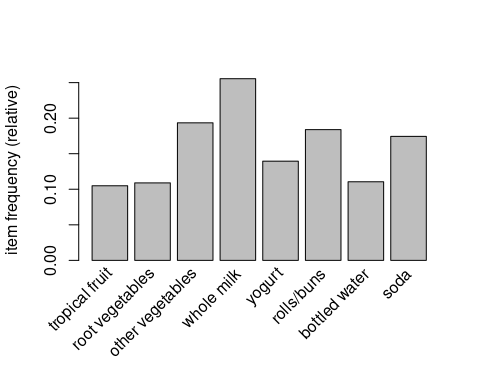 item frequency (relative)
0.20
0.10
0.00
tropical fruit
root vegetables
other vegetables
whole milk
yogurt
rolls/buns
bottled water
soda